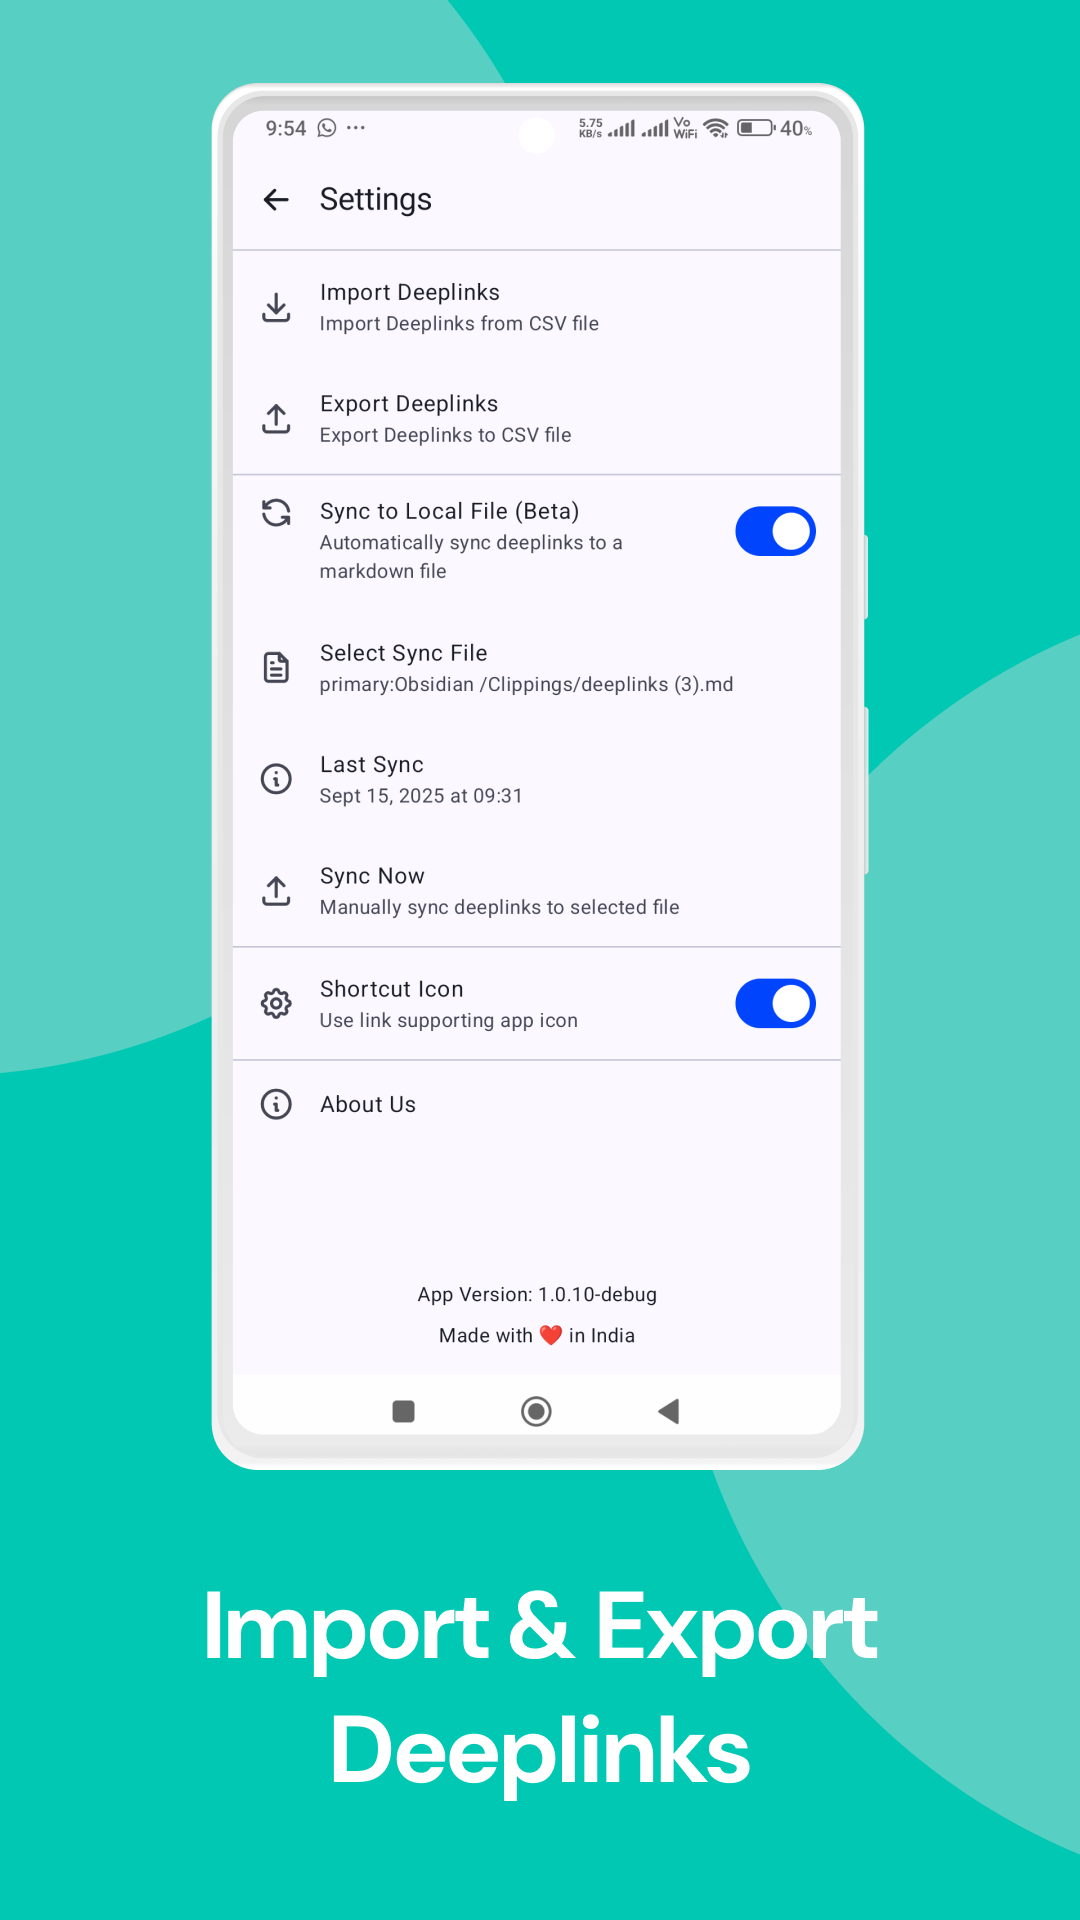 9:54 ··· 5.75 KB/s Vo WiFi 40%
Settings
Import Deeplinks
Import Deeplinks from CSV file
Export Deeplinks
Export Deeplinks to CSV file
Sync to Local File (Beta)
Automatically sync deeplinks to a
markdown file
Select Sync File
primary:Obsidian /Clippings/deeplinks (3).md
Last Sync
Sept 15, 2025 at 09:31
Sync Now
Manually sync deeplinks to selected file
Shortcut Icon
Use link supporting app icon
About Us
App Version: 1.0.10-debug
Made with ❤️ in India
Import & Export
Deeplinks